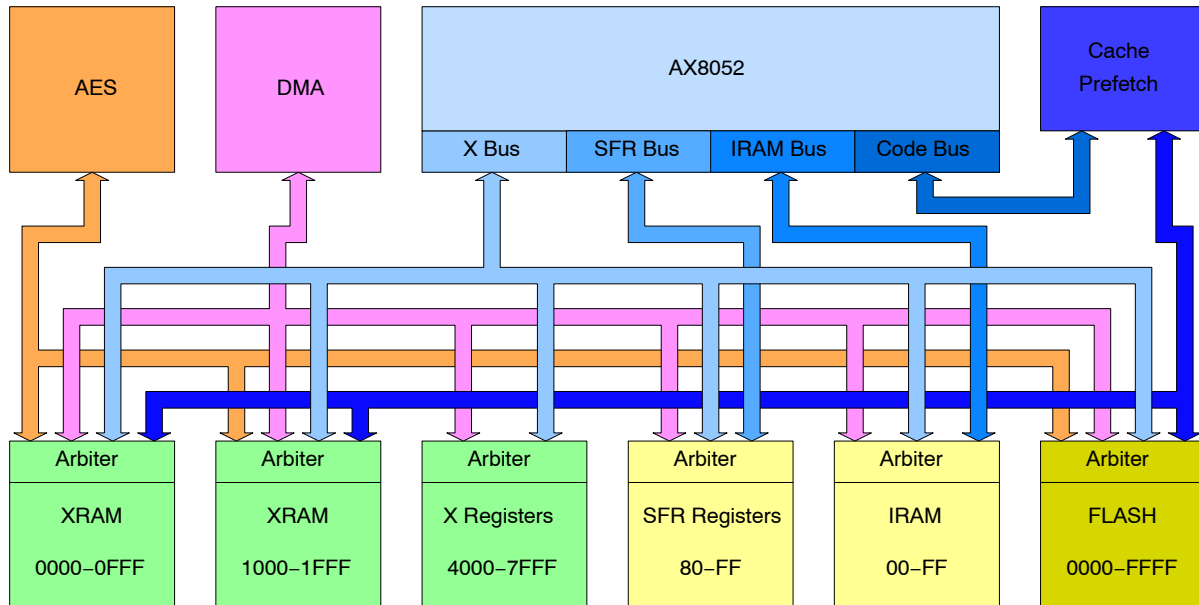 AES
DMA
AX8052
Cache
Prefetch
X Bus
SFR Bus
IRAM Bus
Code Bus
Arbiter
XRAM
0000−0FFF
Arbiter
XRAM
1000−1FFF
Arbiter
X Registers
4000−7FFF
Arbiter
SFR Registers
80−FF
Arbiter
IRAM
00−FF
Arbiter
FLASH
0000−FFFF